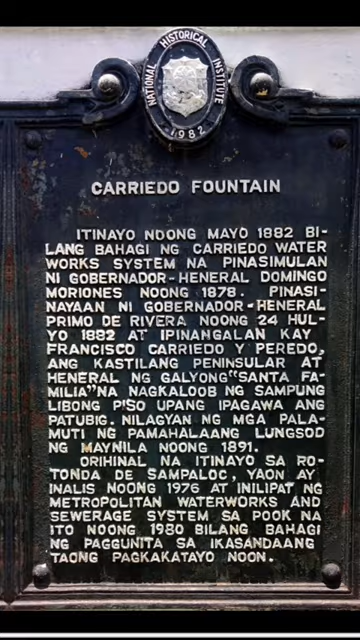 NATIONAL HISTORICAL INSTITUTE
1982
CARRIEDO FOUNTAIN
ITINAYO NOONG MAYO 1882 BI-
LANG BAHAGI NG CARRIEDO WATER
WORKS SYSTEM NA PINASIMULAN
NI GOBERNADOR-HENERAL DOMINGO
MORIONES NOONG 1878. PINASI-
NAYAAN NI GOBERNADOR-HENERAL
PRIMO DE RIVERA NOONG 24 HUL-
YO 1882 AT IPINANGALAN KAY
FRANCISCO CARRIEDO Y PEREDO,
ANG KASTILANG PENINSULAR AT
HENERAL NG GALYONG "SANTA FA-
MILIA" NA NAGKALOOB NG SAMPUNG
LIBONG PISO UPANG IPAGAWA ANG
PATUBIG. NILAGYAN NG MGA PALA-
MUTI NG PAMAHALAANG LUNGSOD
NG MAYNILA NOONG 1891.
ORIHINAL NA ITINAYO SA RO-
TONDA DE SAMPALOC, YAON AY
INALIS NOONG 1976 AT INILIPAT NG
METROPOLITAN WATERWORKS AND
SEWERAGE SYSTEM SA POOK NA
ITO NOONG 1980 BILANG BAHAGI
NG PAGGUNITA SA IKASANDAANG
TAONG PAGKAKATAYO NOON.